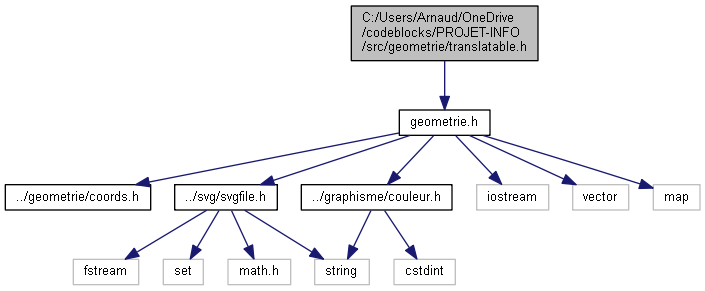 C:/Users/Arnaud/OneDrive
/codeblocks/PROJET-INFO
/src/geometrie/translatable.h
geometrie.h
../geometrie/coords.h
../svg/svgfile.h
../graphisme/couleur.h
iostream
vector
map
fstream
set
math.h
string
cstdint